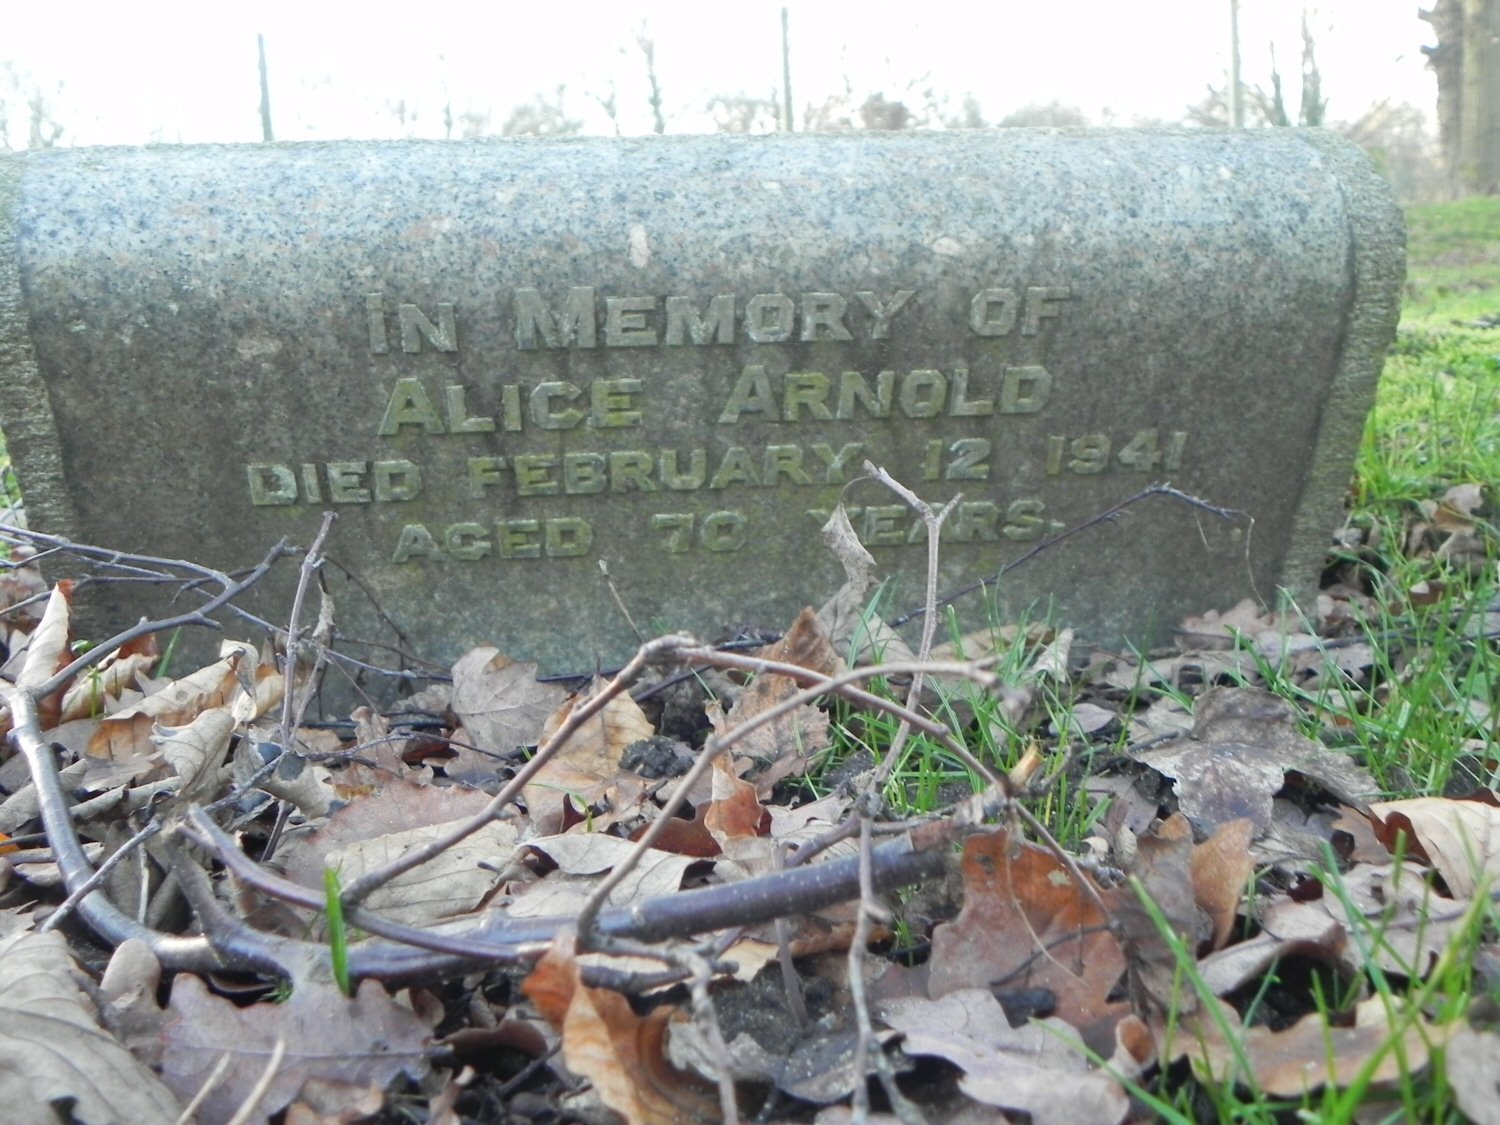 IN MEMORY OF
ALICE ARNOLD
DIED FEBRUARY 12 1941
AGED 70 YEARS.